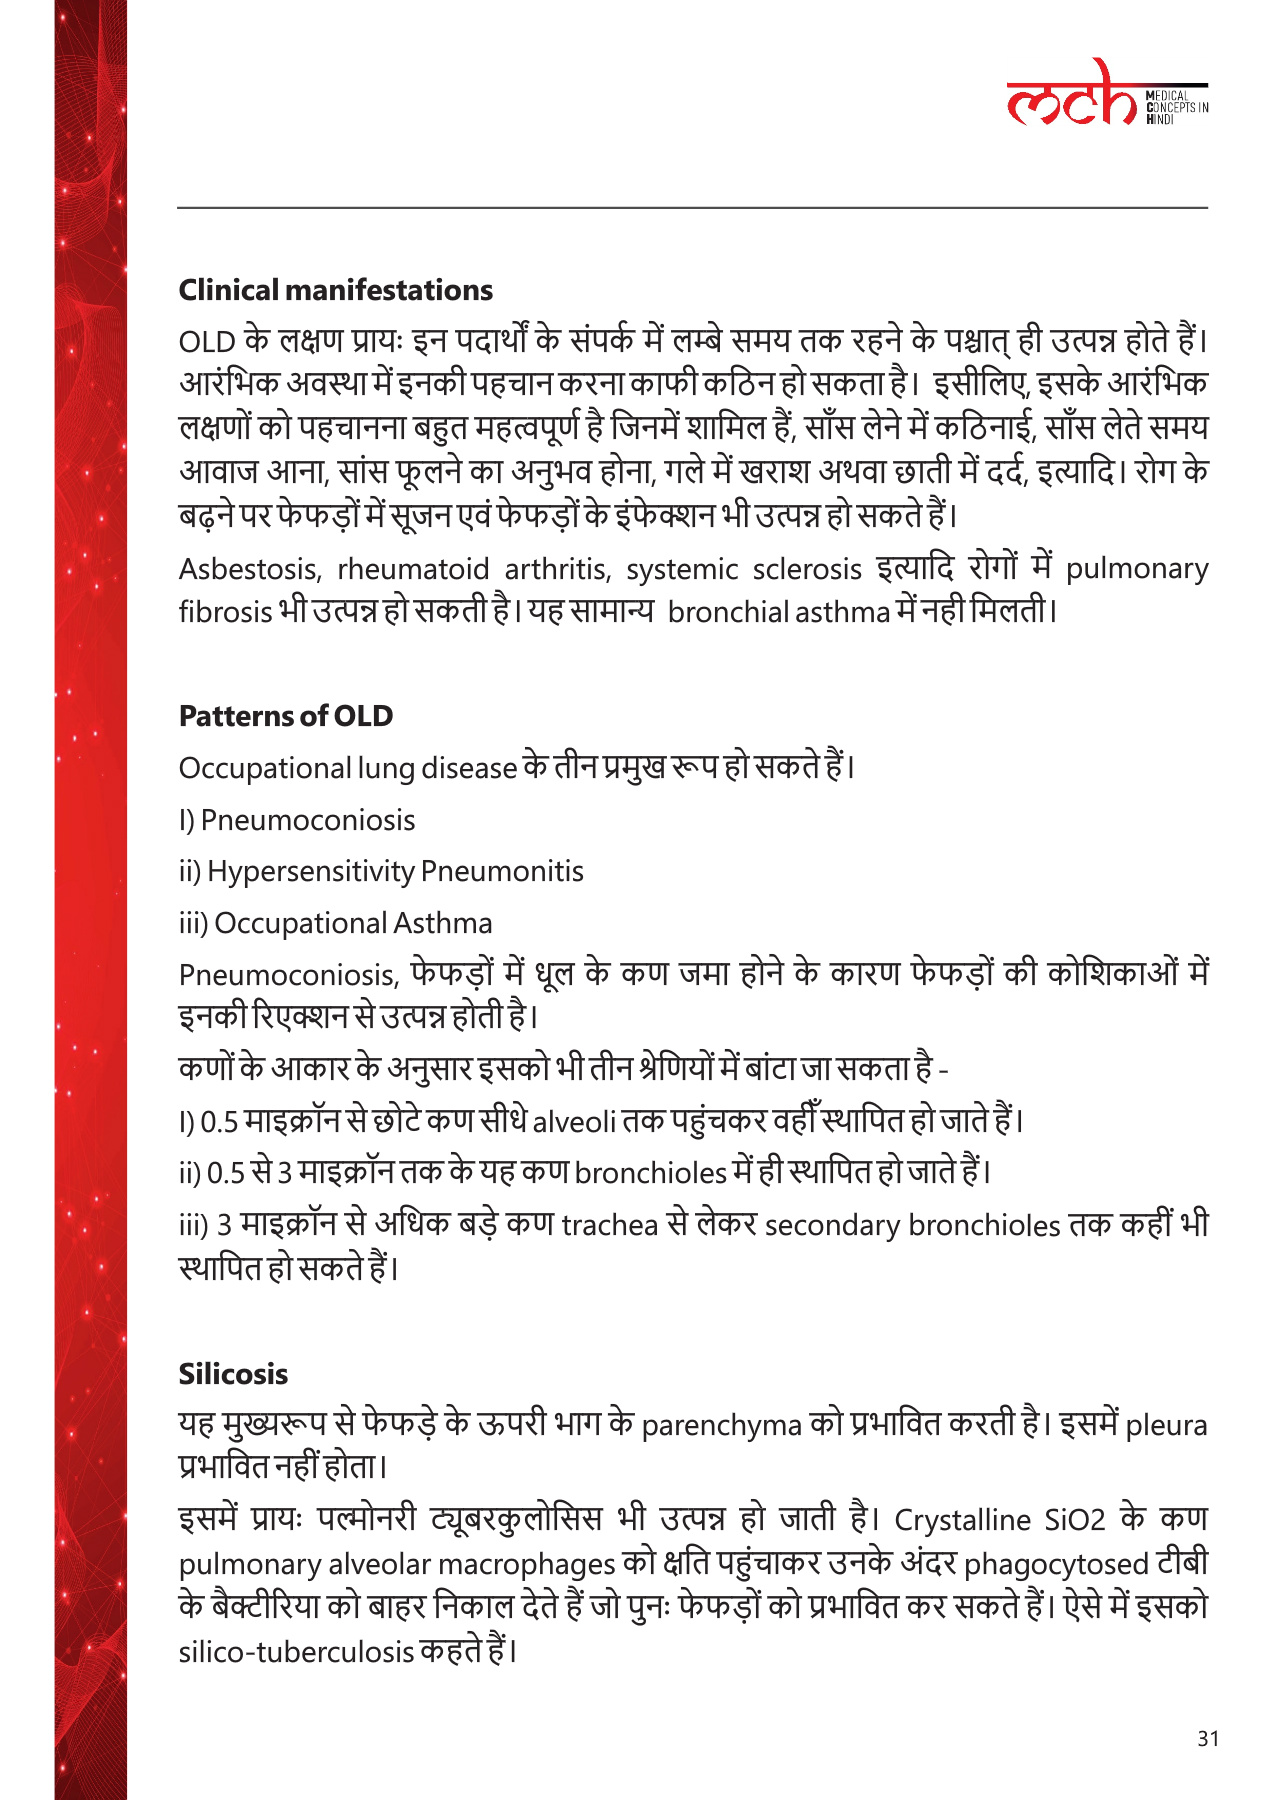 mch MEDICAL
CONCEPTS IN
HINDI
Clinical manifestations
OLD के लक्षण प्रायः इन पदार्थों के संपर्क में लम्बे समय तक रहने के पश्चात् ही उत्पन्न होते हैं।
आरंभिक अवस्था में इनकी पहचान करना काफी कठिन हो सकता है। इसीलिए, इसके आरंभिक
लक्षणों को पहचानना बहुत महत्वपूर्ण है जिनमें शामिल हैं, साँस लेने में कठिनाई, साँस लेते समय
आवाज आना, सांस फूलने का अनुभव होना, गले में खराश अथवा छाती में दर्द, इत्यादि। रोग के
बढ़ने पर फेफड़ों में सूजन एवं फेफड़ों के इंफेक्शन भी उत्पन्न हो सकते हैं।
Asbestosis, rheumatoid arthritis, systemic sclerosis इत्यादि रोगों में pulmonary
fibrosis भी उत्पन्न हो सकती है। यह सामान्य bronchial asthma में नही मिलती।
Patterns of OLD
Occupational lung disease के तीन प्रमुख रूप हो सकते हैं।
I) Pneumoconiosis
ii) Hypersensitivity Pneumonitis
iii) Occupational Asthma
Pneumoconiosis, फेफड़ों में धूल के कण जमा होने के कारण फेफड़ों की कोशिकाओं में
इनकी रिएक्शन से उत्पन्न होती है।
कणों के आकार के अनुसार इसको भी तीन श्रेणियों में बांटा जा सकता है -
I) 0.5 माइक्रॉन से छोटे कण सीधे alveoli तक पहुंचकर वहीँ स्थापित हो जाते हैं।
ii) 0.5 से 3 माइक्रॉन तक के यह कण bronchioles में ही स्थापित हो जाते हैं।
iii) 3 माइक्रॉन से अधिक बड़े कण trachea से लेकर secondary bronchioles तक कहीं भी
स्थापित हो सकते हैं।
Silicosis
यह मुख्यरूप से फेफड़े के ऊपरी भाग के parenchyma को प्रभावित करती है। इसमें pleura
प्रभावित नहीं होता।
इसमें प्रायः पल्मोनरी ट्यूबरकुलोसिस भी उत्पन्न हो जाती है। Crystalline SiO2 के कण
pulmonary alveolar macrophages को क्षति पहुंचाकर उनके अंदर phagocytosed टीबी
के बैक्टीरिया को बाहर निकाल देते हैं जो पुनः फेफड़ों को प्रभावित कर सकते हैं। ऐसे में इसको
silico-tuberculosis कहते हैं।
31